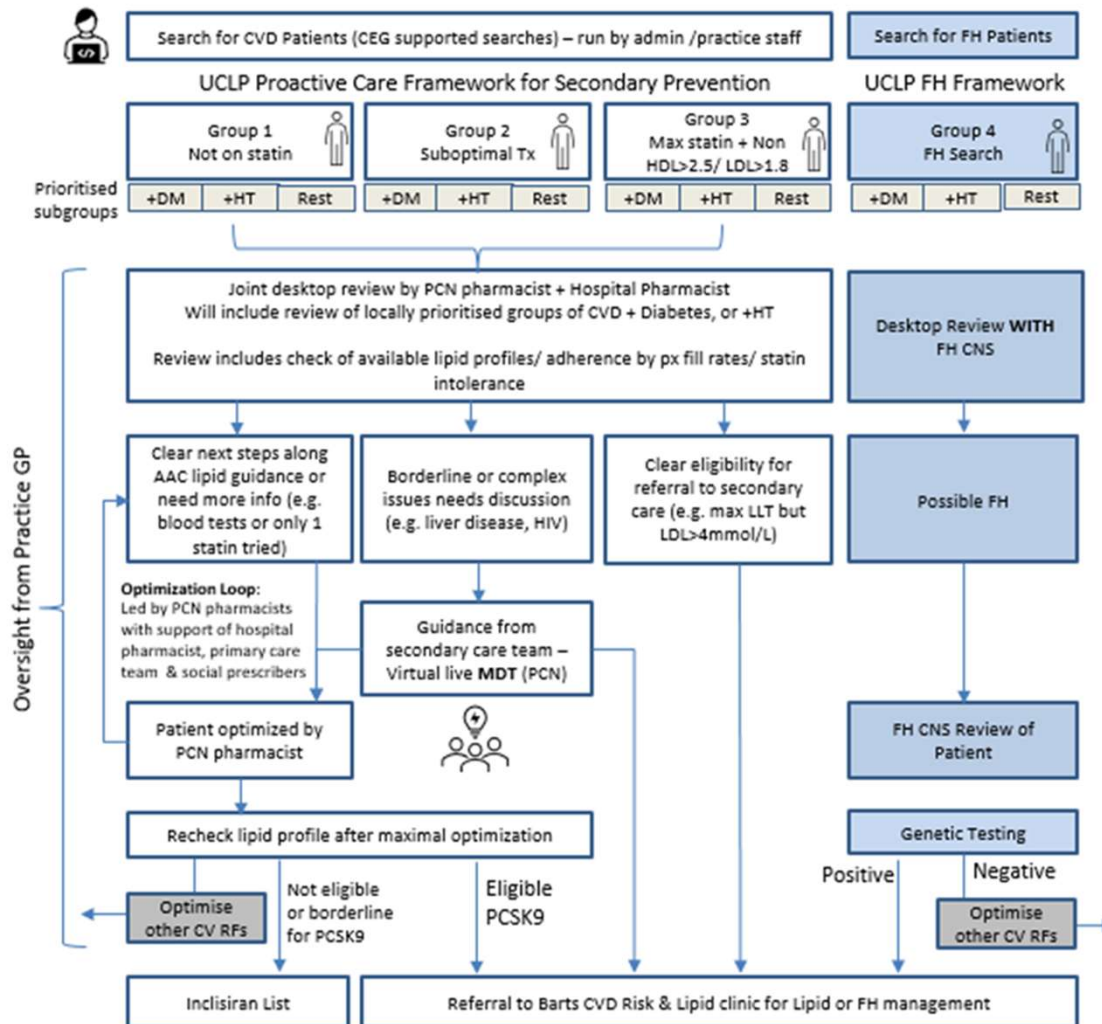 Search for CVD Patients (CEG supported searches) – run by admin /practice staff
Search for FH Patients
UCLP Proactive Care Framework for Secondary Prevention
UCLP FH Framework
Group 1
Not on statin
Group 2
Suboptimal Tx
Group 3
Max statin + Non
HDL>2.5/ LDL>1.8
Group 4
FH Search
Prioritised
subgroups
+DM
+HT
Rest
+DM
+HT
Rest
+DM
+HT
Rest
+DM
+HT
Rest
Oversight from Practice GP
Joint desktop review by PCN pharmacist + Hospital Pharmacist
Will include review of locally prioritised groups of CVD + Diabetes, or +HT
Review includes check of available lipid profiles/ adherence by px fill rates/ statin
intolerance
Desktop Review WITH
FH CNS
Clear next steps along
AAC lipid guidance or
need more info (e.g.
blood tests or only 1
statin tried)
Borderline or complex
issues needs discussion
(e.g. liver disease, HIV)
Clear eligibility for
referral to secondary
care (e.g. max LLT but
LDL>4mmol/L)
Possible FH
Optimization Loop:
Led by PCN pharmacists
with support of hospital
pharmacist, primary care
team & social prescribers
Guidance from
secondary care team –
Virtual live MDT (PCN)
Patient optimized by
PCN pharmacist
FH CNS Review of
Patient
Recheck lipid profile after maximal optimization
Genetic Testing
Optimise
other CV RFs
Not eligible
or borderline
for PCSK9
Eligible
PCSK9
Positive
Negative
Optimise
other CV RFs
Inclisiran List
Referral to Barts CVD Risk & Lipid clinic for Lipid or FH management